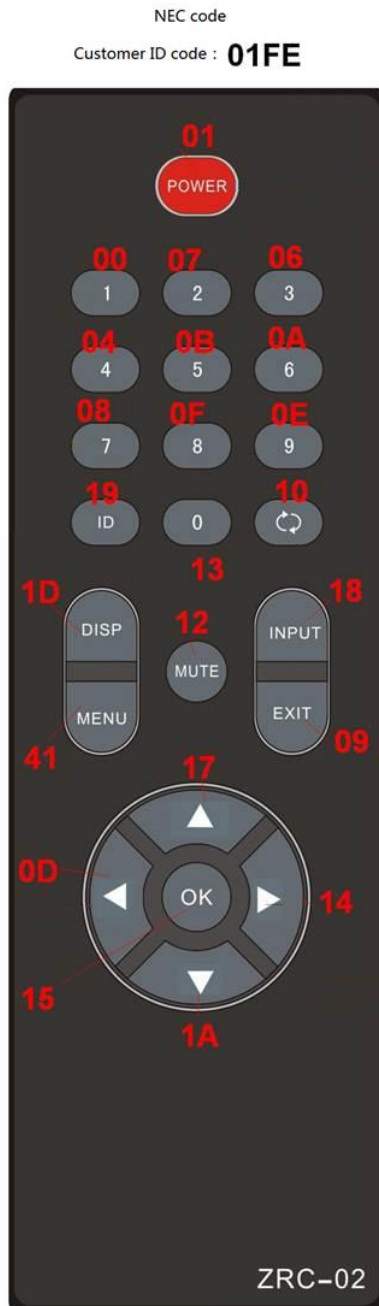 NEC code
Customer ID code : 01FE
01
POWER
00 07 06
1 2 3
04 0B 0A
4 5 6
08 0F 0E
7 8 9
19 10
ID 0
13
1D 12 18
DISP MUTE INPUT
MENU EXIT
41 09
17
0D
OK
14
15
1A
ZRC-02